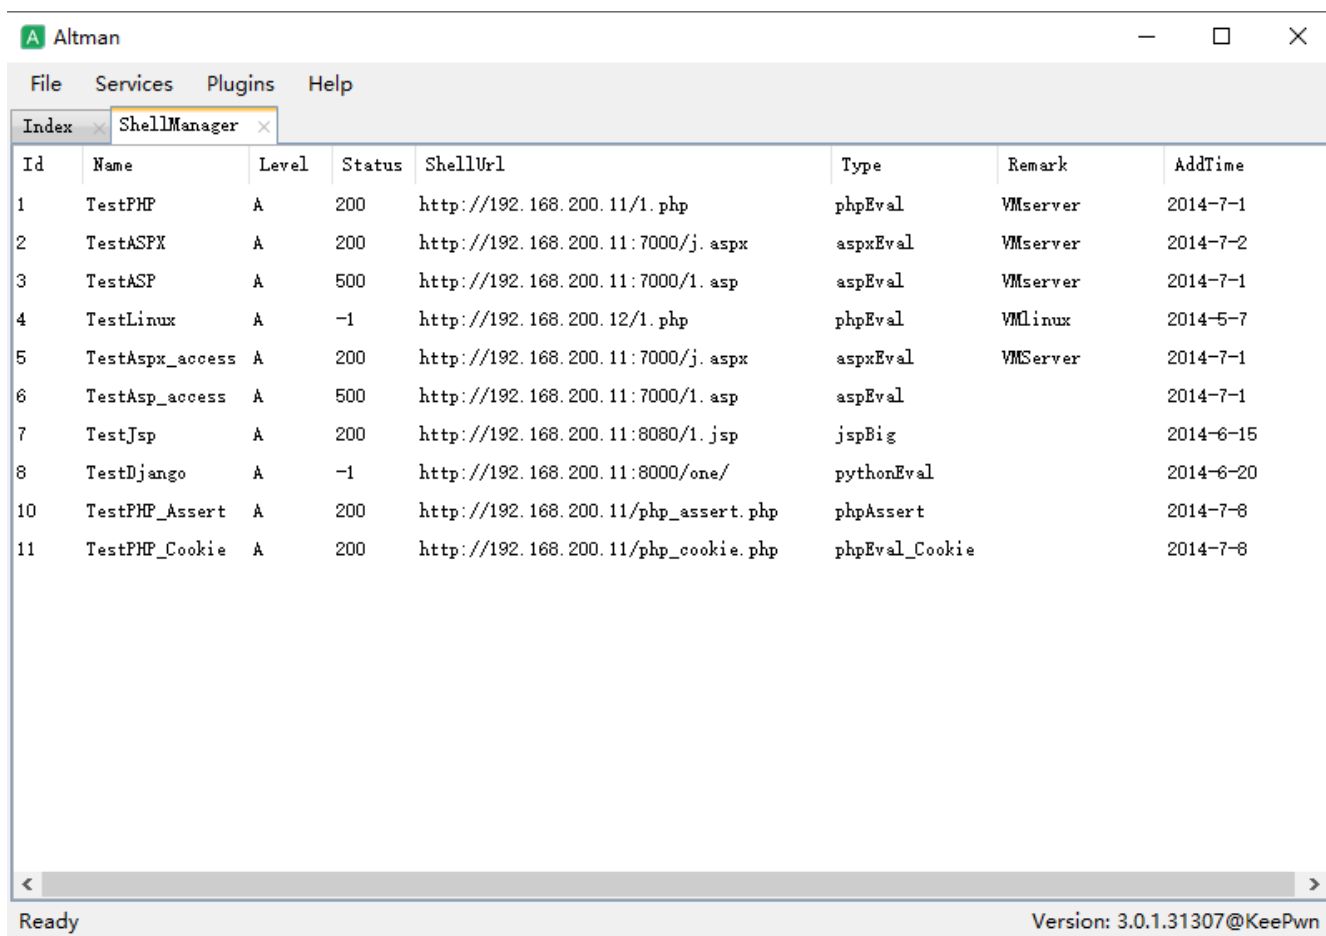 A Altman
File Services Plugins Help
Index ShellManager
Id Name Level Status ShellUrl Type Remark AddTime
1 TestPHP A 200 http://192.168.200.11/1.php phpEval VMserver 2014-7-1
2 TestASPX A 200 http://192.168.200.11:7000/j.aspx aspxEval VMserver 2014-7-2
3 TestASP A 500 http://192.168.200.11:7000/1.asp aspEval VMserver 2014-7-1
4 TestLinux A -1 http://192.168.200.12/1.php phpEval VMlinux 2014-5-7
5 TestAspx_access A 200 http://192.168.200.11:7000/j.aspx aspxEval VMServer 2014-7-1
6 TestAsp_access A 500 http://192.168.200.11:7000/1.asp aspEval 2014-7-1
7 TestJsp A 200 http://192.168.200.11:8080/1.jsp jspBig 2014-6-15
8 TestDjango A -1 http://192.168.200.11:8000/one/ pythonEval 2014-6-20
10 TestPHP_Assert A 200 http://192.168.200.11/php_assert.php phpAssert 2014-7-8
11 TestPHP_Cookie A 200 http://192.168.200.11/php_cookie.php phpEval_Cookie 2014-7-8
Ready Version: 3.0.1.31307@KeePwn